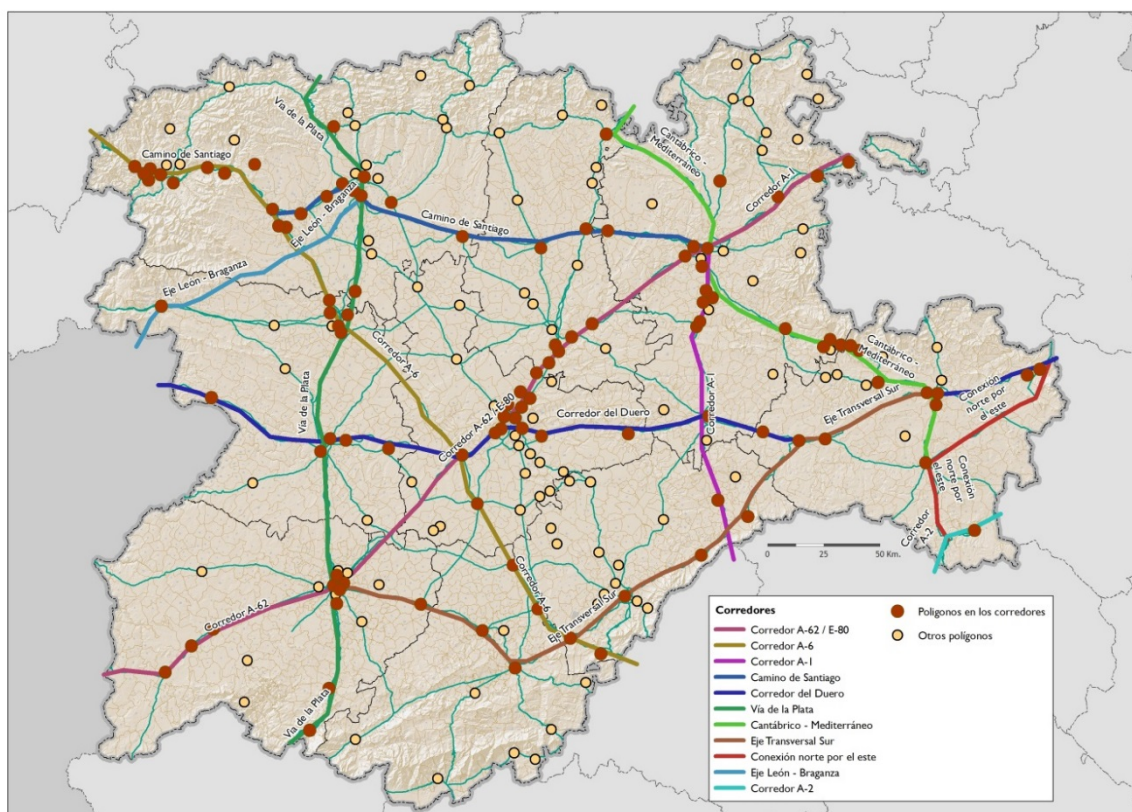 Vía de la Plata
Camino de Santiago
Cantábrico -
Mediterráneo
Corredor A-1
Eje León - Braganza
Camino de Santiago
Eje León - Braganza
Corredor A-6
Cantábrico -
Mediterráneo
Vía de la Plata
Corredor A-62 / E-80
Corredor del Duero
Corredor A-1
Eje Transversal Sur
Conexión
norte por
el este
Conexión
norte por
el este
Corredor
A-2
Corredor A-62
Corredor A-6
Eje Transversal Sur
Vía de la Plata
0 25 50 Km.
Corredores
Corredor A-62 / E-80
Corredor A-6
Corredor A-1
Camino de Santiago
Corredor del Duero
Vía de la Plata
Cantábrico - Mediterráneo
Eje Transversal Sur
Conexión norte por el este
Eje León - Braganza
Corredor A-2
Polígonos en los corredores
Otros polígonos